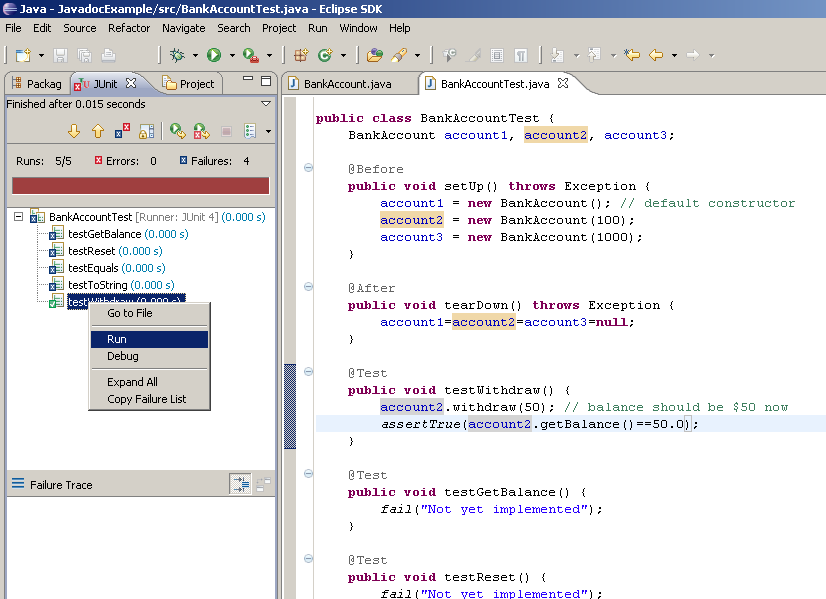 Java - JavadocExample/src/BankAccountTest.java - Eclipse SDK
File Edit Source Refactor Navigate Search Project Run Window Help
Packag JUnit Project
BankAccount.java BankAccountTest.java
Finished after 0.015 seconds
Runs: 5/5 Errors: 0 Failures: 4
BankAccountTest [Runner: JUnit 4] (0.000 s)
testGetBalance (0.000 s)
testReset (0.000 s)
testEquals (0.000 s)
testToString (0.000 s)
testWithdraw (0.000 s)
Go to File
Run
Debug
Expand All
Copy Failure List
Failure Trace
public class BankAccountTest {
BankAccount account1, account2, account3;
@Before
public void setUp() throws Exception {
account1 = new BankAccount(); // default constructor
account2 = new BankAccount(100);
account3 = new BankAccount(1000);
}
@After
public void tearDown() throws Exception {
account1=account2=account3=null;
}
@Test
public void testWithdraw() {
account2.withdraw(50); // balance should be $50 now
assertTrue(account2.getBalance()==50.0);
}
@Test
public void testGetBalance() {
fail("Not yet implemented");
}
@Test
public void testReset() {
fail("Not yet implemented");